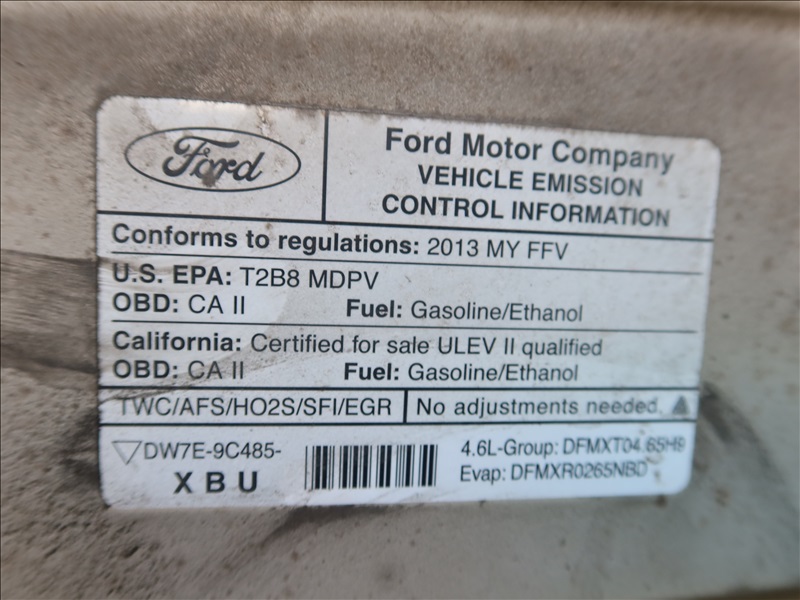 Ford
Ford Motor Company
VEHICLE EMISSION
CONTROL INFORMATION
Conforms to regulations: 2013 MY FFV
U.S. EPA: T2B8 MDPV
OBD: CA II Fuel: Gasoline/Ethanol
California: Certified for sale ULEV II qualified
OBD: CA II Fuel: Gasoline/Ethanol
TWC/AFS/HO2S/SFI/EGR No adjustments needed.
DW7E-9C485-
XBU
4.6L-Group: DFMXT04.65H9
Evap: DFMXR0265NBD